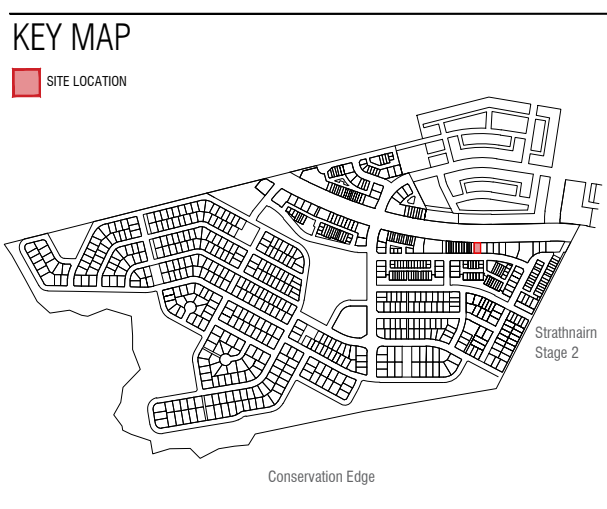 KEY MAP
SITE LOCATION
Strathnairn
Stage 2
Conservation Edge